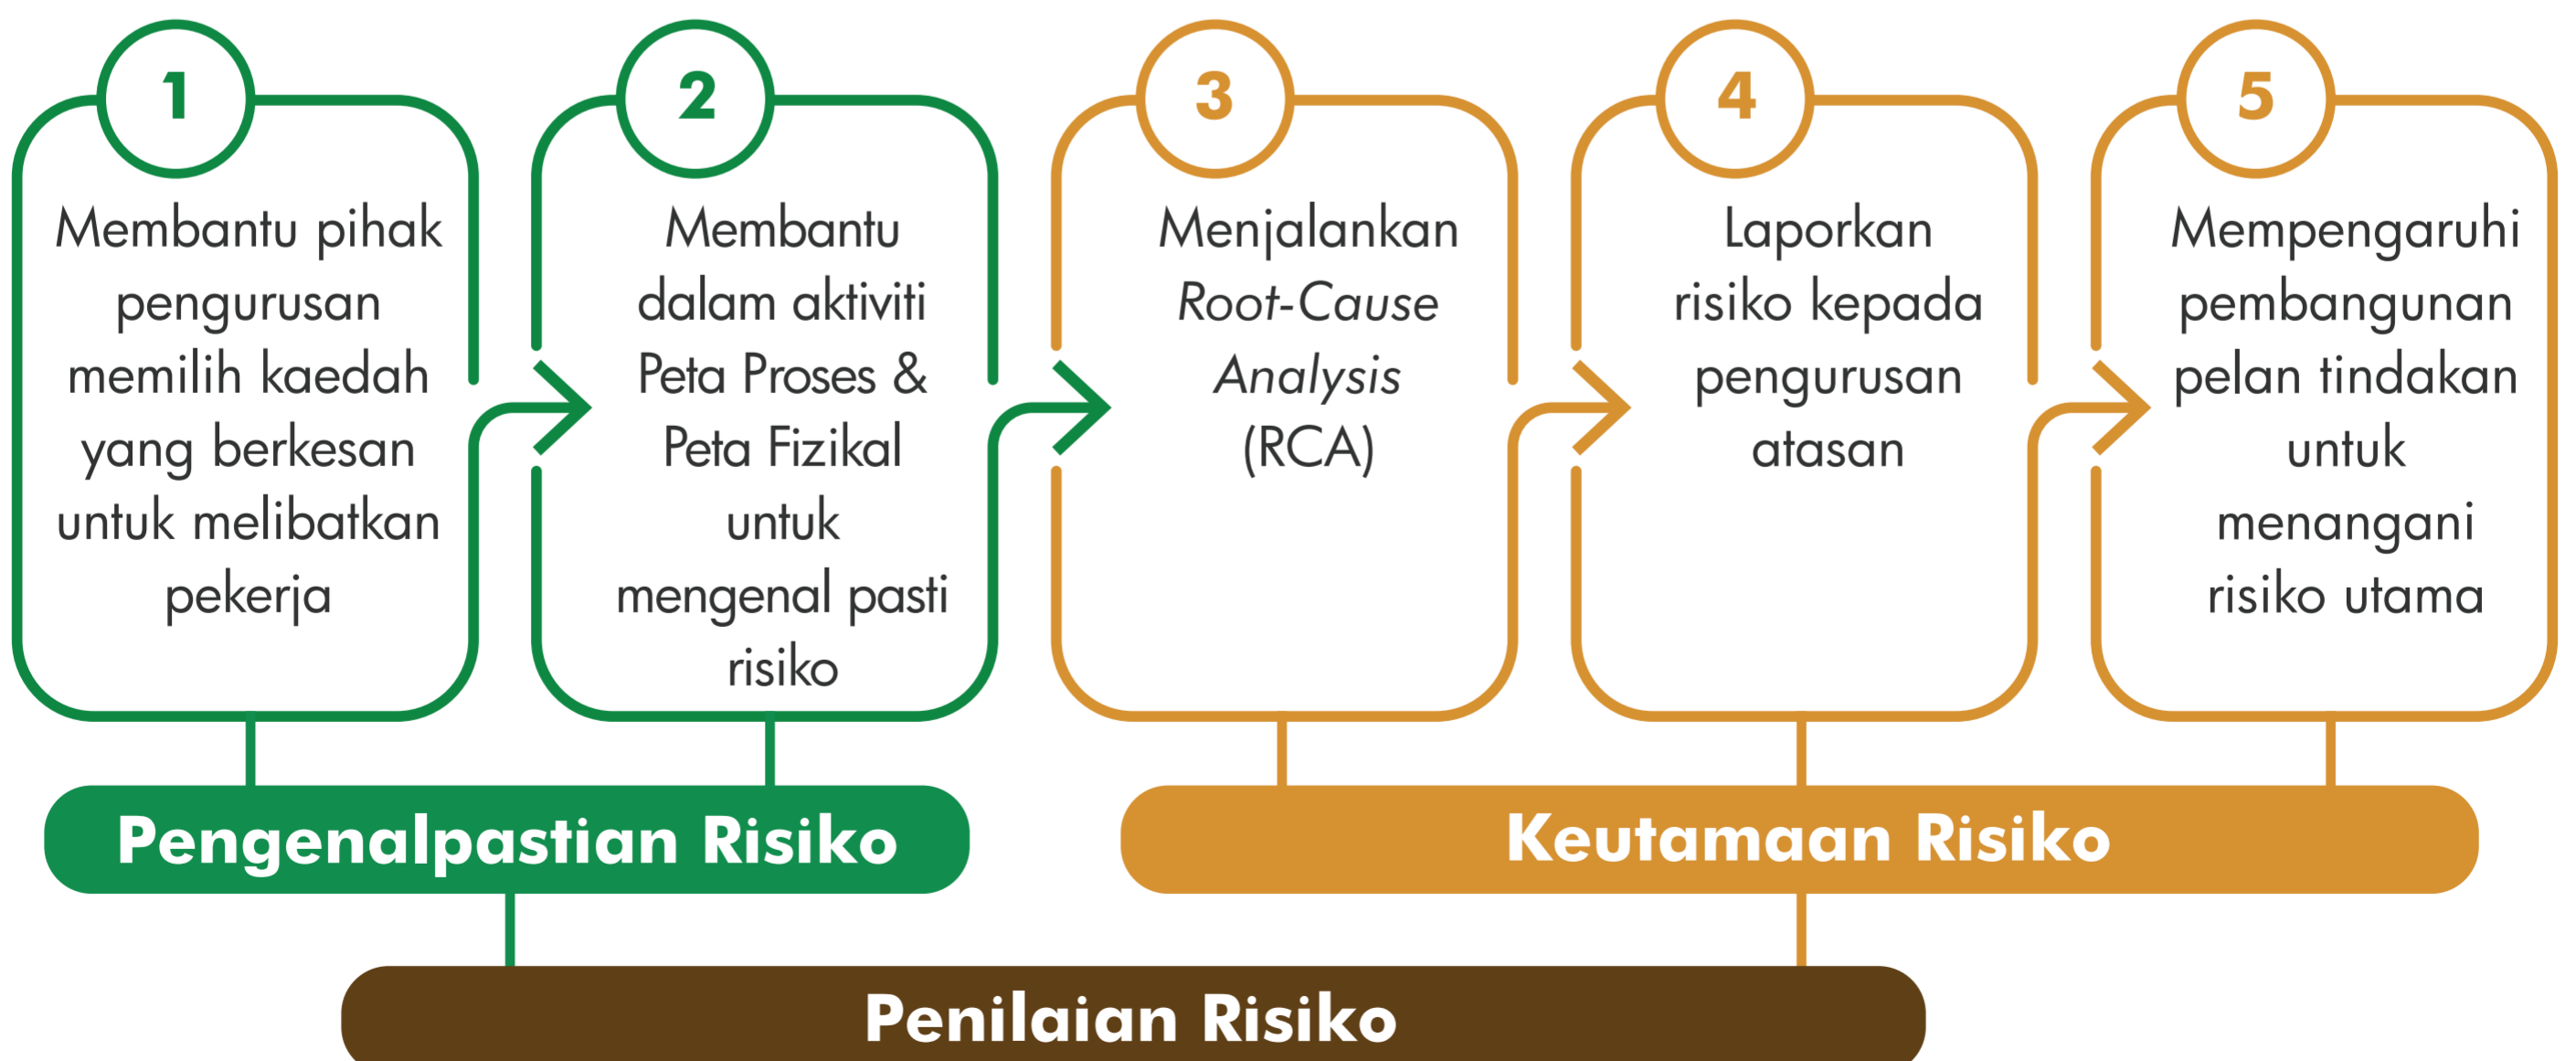 1
Membantu pihak
pengurusan
memilih kaedah
yang berkesan
untuk melibatkan
pekerja
2
Membantu
dalam aktiviti
Peta Proses &
Peta Fizikal
untuk
mengenal pasti
risiko
3
Menjalankan
Root-Cause
Analysis
(RCA)
4
Laporkan
risiko kepada
pengurusan
atasan
5
Mempengaruhi
pembangunan
pelan tindakan
untuk
menangani
risiko utama
Pengenalpastian Risiko
Keutamaan Risiko
Penilaian Risiko